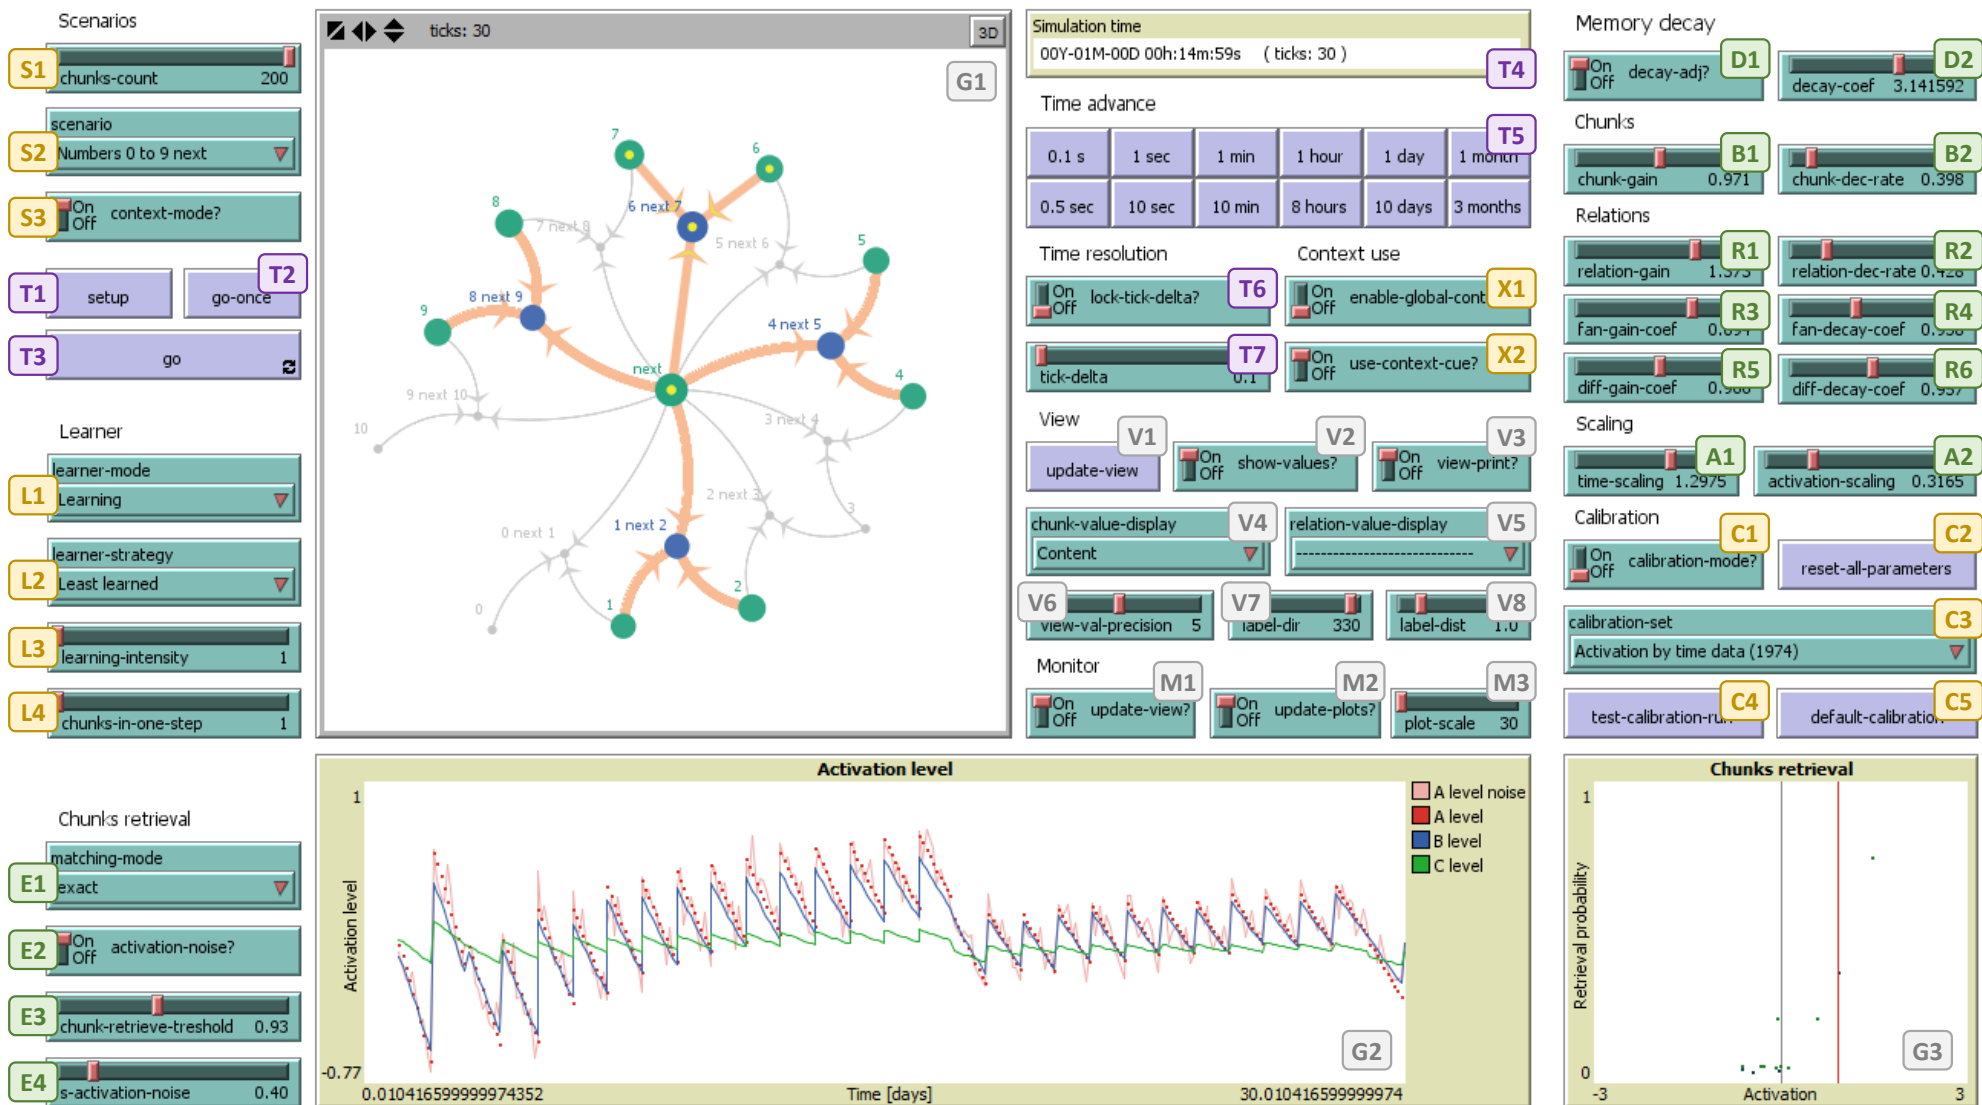 Scenarios
S1
chunks-count 200
scenario
S2
Numbers 0 to 9 next
S3
On
Off
context-mode?
T1
setup
T2
go-once
T3
go
Learner
learner-mode
L1
Learning
learner-strategy
L2
Least learned
L3
learning-intensity 1
L4
chunks-in-one-step 1
Chunks retrieval
matching-mode
E1
exact
E2
On
Off
activation-noise?
E3
chunk-retrieve-treshold 0.93
E4
s-activation-noise 0.40
ticks: 30
3D
G1
7
6
8
6 next 7
7 next 8
5 next 6
5
8 next 9
9
4 next 5
next
4
9 next 10
3 next 4
10
2 next 3
3
1 next 2
0 next 1
2
1
0
Simulation time
00Y-01M-00D 00h:14m:59s ( ticks: 30 )
T4
Time advance
T5
0.1 s
1 sec
1 min
1 hour
1 day
1 month
0.5 sec
10 sec
10 min
8 hours
10 days
3 months
Time resolution
Context use
On
Off
lock-tick-delta?
T6
On
Off
enable-global-cont
X1
T7
tick-delta 0.1
On
Off
use-context-cue?
X2
View
V1
update-view
V2
On
Off
show-values?
V3
On
Off
view-print?
chunk-value-display
V4
Content
relation-value-display
V5
-----------------------------
V6
view-val-precision 5
V7
label-dir 330
V8
label-dist 1.0
Monitor
M1
On
Off
update-view?
M2
On
Off
update-plots?
M3
plot-scale 30
Memory decay
On
Off
decay-adj?
D1
D2
decay-coef 3.141592
Chunks
B1
chunk-gain 0.971
B2
chunk-dec-rate 0.398
Relations
R1
relation-gain 1.373
R2
relation-dec-rate 0.428
R3
fan-gain-coef
R4
fan-decay-coef
R5
diff-gain-coef
R6
diff-decay-coef 0.957
Scaling
A1
time-scaling 1.2975
A2
activation-scaling 0.3165
Calibration
C1
On
Off
calibration-mode?
C2
reset-all-parameters
calibration-set
C3
Activation by time data (1974)
C4
test-calibration-run
C5
default-calibration
Activation level
1
Activation level
-0.77
0.010416599999974352
Time [days]
30.010416599999974
A level noise
A level
B level
C level
G2
Chunks retrieval
1
Retrieval probability
0
-3
Activation
3
G3